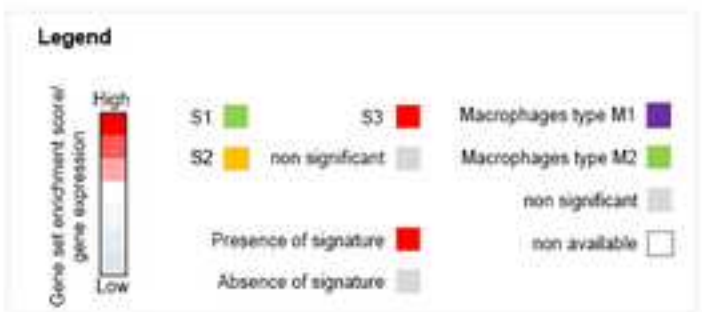 Legend
Gene set enrichment score/
gene expression
High
Low
S1
S2
S3
non significant
Presence of signature
Absence of signature
Macrophages type M1
Macrophages type M2
non significant
non available